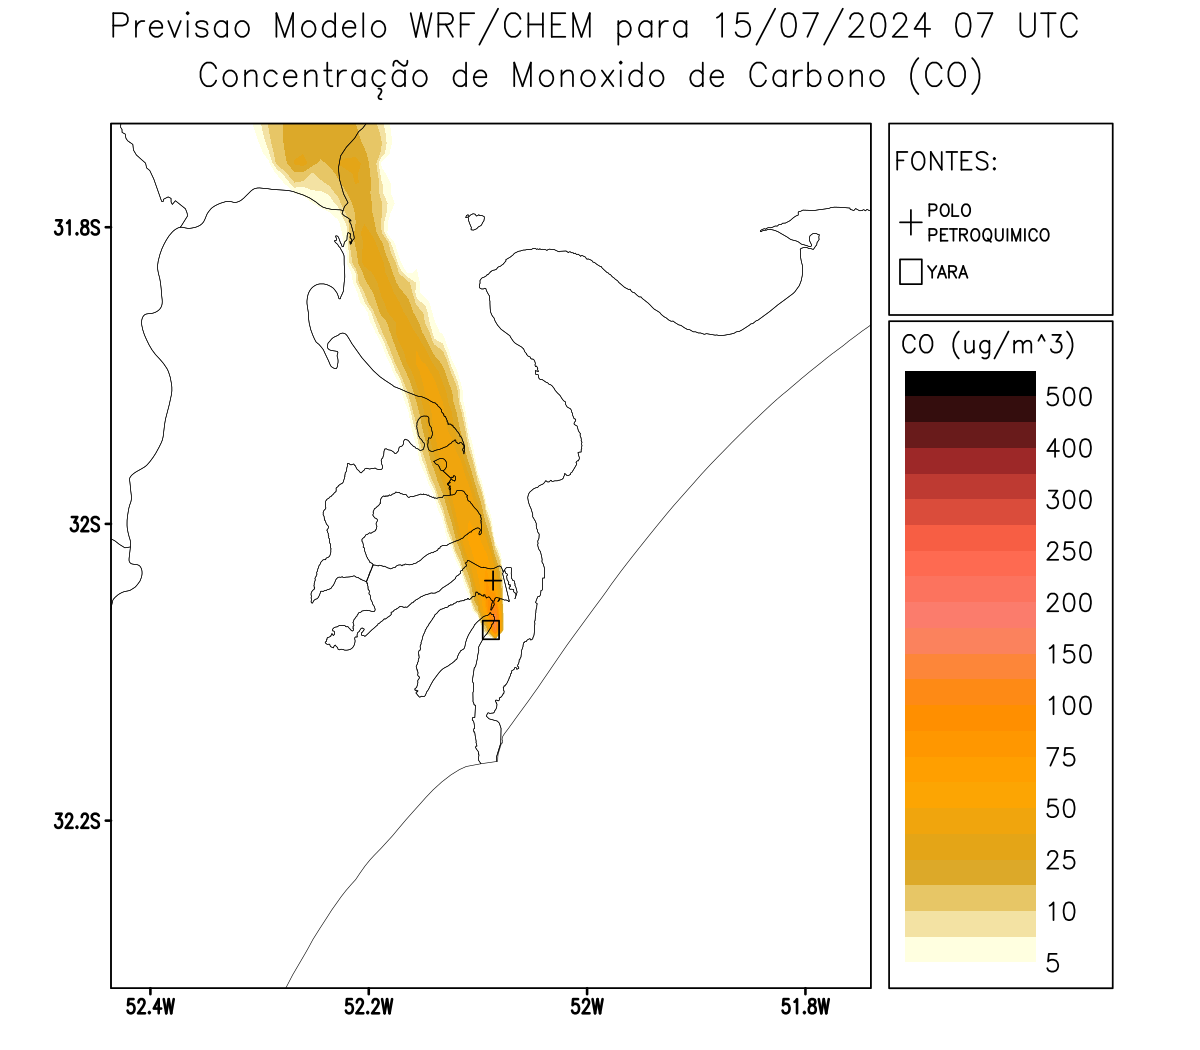 Previsao Modelo WRF/CHEM para 15/07/2024 07 UTC
Concentração de Monoxido de Carbono (CO)
FONTES:
POLO
PETROQUIMICO
YARA
CO (ug/m^3)
500
400
300
250
200
150
100
75
50
25
10
5
31.8S
32S
32.2S
52.4W
52.2W
52W
51.8W